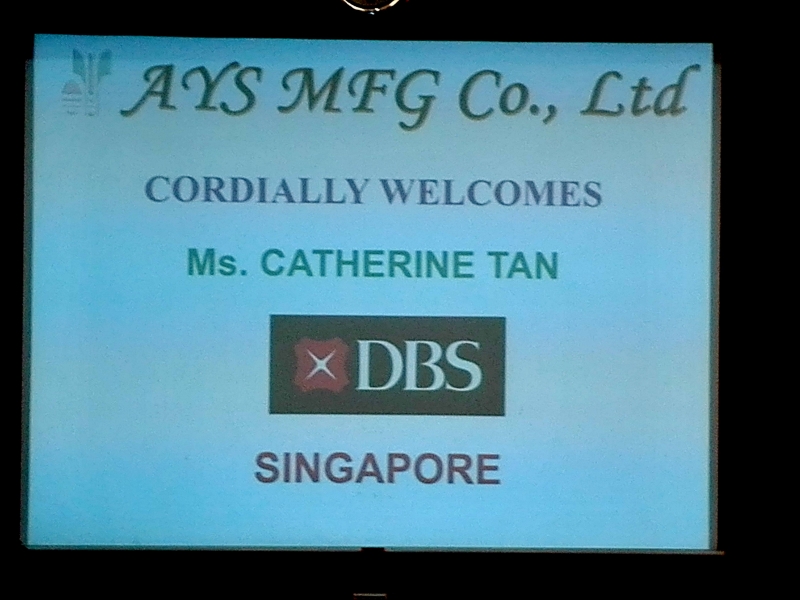 AYS MFG Co., Ltd
CORDIALLY WELCOMES
Ms. CATHERINE TAN
DBS
SINGAPORE